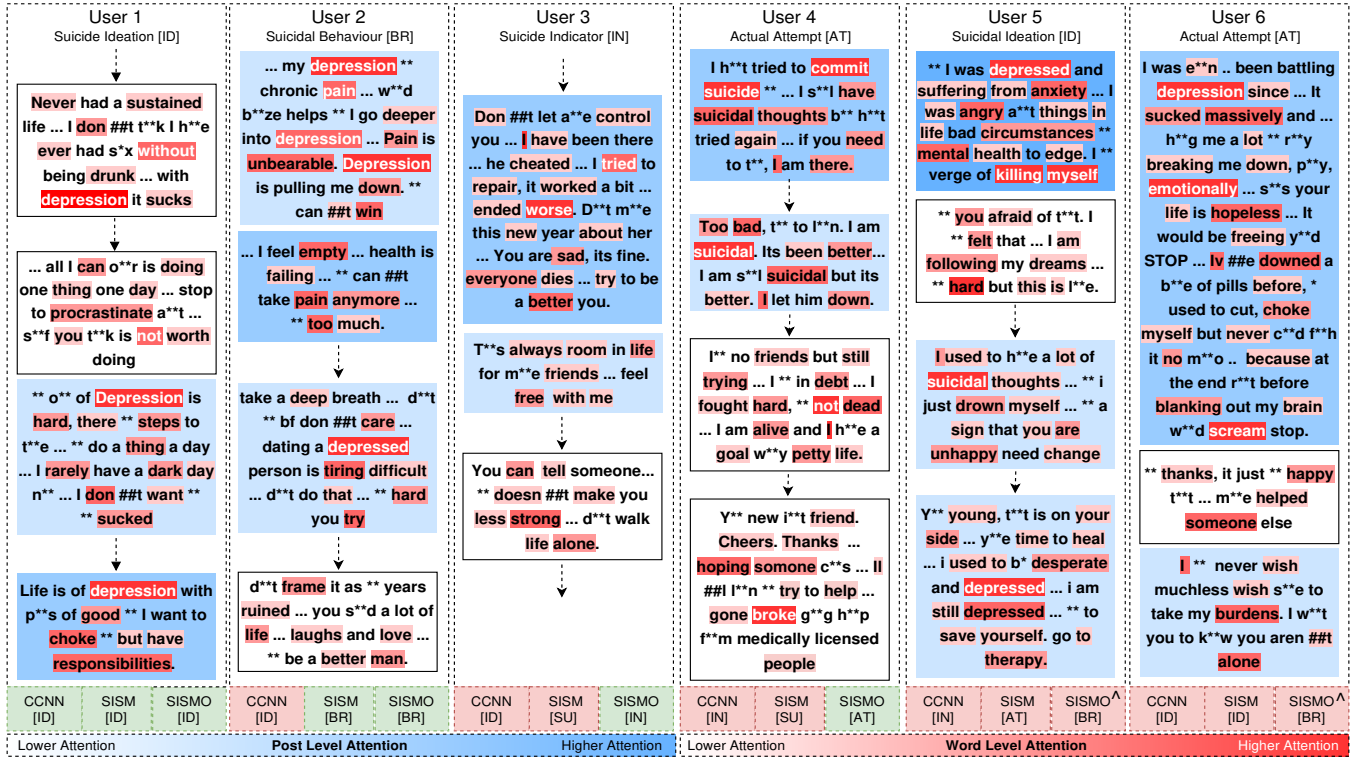 User 1
Suicide Ideation [ID]
Never had a sustained
life ... I don ##t t**k I h**e
ever had s*x without
being drunk ... with
depression it sucks
... all I can o**r is doing
one thing one day ... stop
to procrastinate a**t ...
s**f you t**k is not worth
doing
** o** of Depression is
hard, there ** steps to
t**e ... ** do a thing a day
... I rarely have a dark day
n** ... I don ##t want **
** sucked
Life is of depression with
p**s of good ** I want to
choke ** but have
responsibilities.
CCNN
[ID]
SISM
[ID]
SISMO
[ID]
User 2
Suicidal Behaviour [BR]
... my depression **
chronic pain ... w**d
b**ze helps ** I go deeper
into depression ... Pain is
unbearable. Depression
is pulling me down. **
can ##t win
... I feel empty ... health is
failing ... ** can ##t
take pain anymore ...
** too much.
take a deep breath ... d**t
** bf don ##t care ...
dating a depressed
person is tiring difficult
... d**t do that ... ** hard
you try
d**t frame it as ** years
ruined ... you s**d a lot of
life ... laughs and love ...
** be a better man.
CCNN
[ID]
SISM
[BR]
SISMO
[BR]
User 3
Suicide Indicator [IN]
Don ##t let a**e control
you ... I have been there
... he cheated ... I tried to
repair, it worked a bit ...
ended worse. D**t m**e
this new year about her
... You are sad, its fine.
everyone dies ... try to be
a better you.
T**s always room in life
for m**e friends ... feel
free with me
You can tell someone...
** doesn ##t make you
less strong ... d**t walk
life alone.
CCNN
[ID]
SISM
[SU]
SISMO
[IN]
User 4
Actual Attempt [AT]
I h**t tried to commit
suicide ** ... I s**l have
suicidal thoughts b** h**t
tried again ... if you need
to t**, I am there.
Too bad, t** to l**n. I am
suicidal. Its been better...
I am s**l suicidal but its
better. I let him down.
I** no friends but still
trying ... I ** in debt ... I
fought hard, ** not dead
... I am alive and I h**e a
goal w**y petty life.
Y** new i**t friend.
Cheers. Thanks ...
hoping somone c**s ... ll
##l l**n ** try to help ...
gone broke g**g h**p
f**m medically licensed
people
CCNN
[IN]
SISM
[SU]
SISMO
[AT]
User 5
Suicidal Ideation [ID]
** I was depressed and
suffering from anxiety ... I
was angry a**t things in
life bad circumstances **
mental health to edge. I **
verge of killing myself
** you afraid of t**t. I
** felt that ... I am
following my dreams ...
** hard but this is l**e.
I used to h**e a lot of
suicidal thoughts ... ** i
just drown myself ... ** a
sign that you are
unhappy need change
Y** young, t**t is on your
side ... y**e time to heal
... i used to b* desperate
and depressed ... i am
still depressed ... ** to
save yourself. go to
therapy.
CCNN
[IN]
SISM
[AT]
SISMO^
[BR]
User 6
Actual Attempt [AT]
I was e**n .. been battling
depression since ... It
sucked massively and ...
h**g me a lot ** r**y
breaking me down, p**y,
emotionally ... s**s your
life is hopeless ... It
would be freeing y**d
STOP ... Iv ##e downed a
b**e of pills before, *
used to cut, choke
myself but never c**d f**h
it no m**o .. because at
the end r**t before
blanking out my brain
w**d scream stop.
** thanks, it just ** happy
t**t ... m**e helped
someone else
I ** never wish
muchless wish s**e to
take my burdens. I w**t
you to k**w you aren ##t
alone
CCNN
[ID]
SISM
[ID]
SISMO^
[BR]
Lower Attention Post Level Attention Higher Attention
Lower Attention Word Level Attention Higher Attention